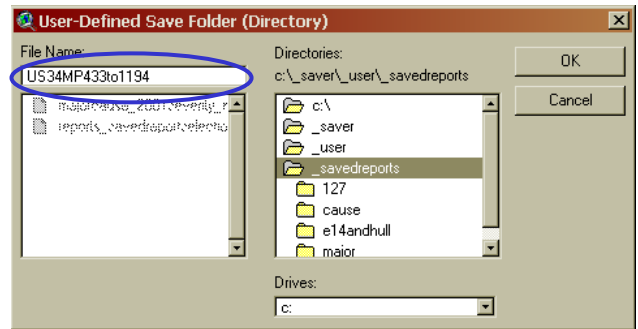 User-Defined Save Folder (Directory)
File Name:
US34MP433to1194
Directories:
c:\_saver\_user\_savedreports
c:\
_saver
_user
_savedreports
127
cause
e14andhull
major
Drives:
c:
OK
Cancel